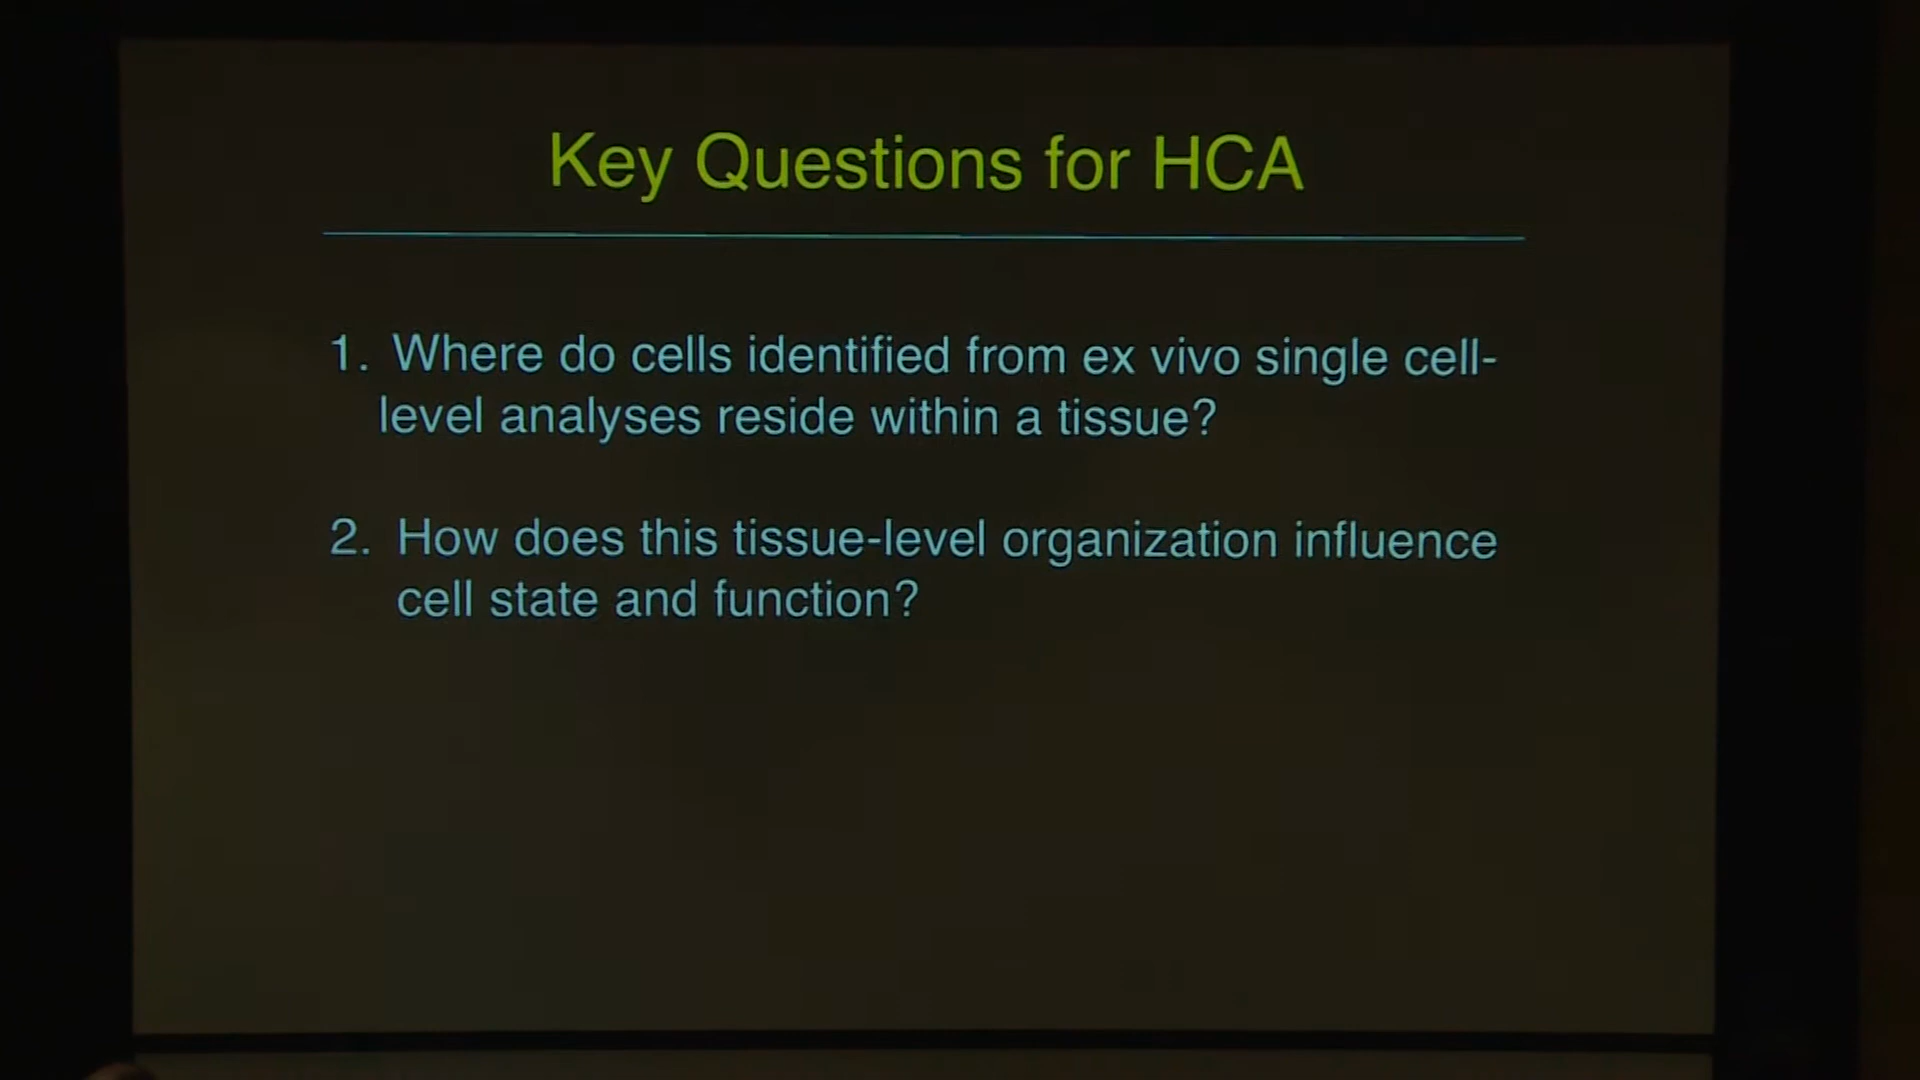 Key Questions for HCA
1. Where do cells identified from ex vivo single cell-
level analyses reside within a tissue?
2. How does this tissue-level organization influence
cell state and function?